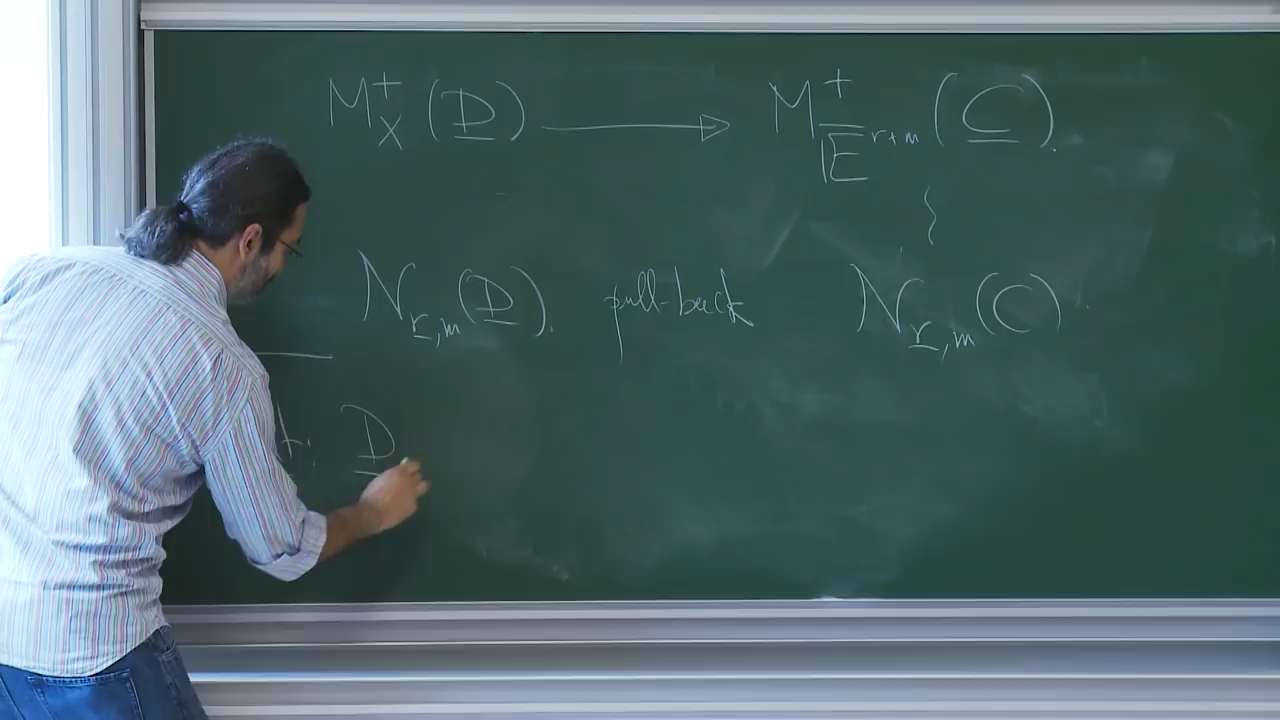 M⁺_X (D̲) ⟶ M⁺_{𝔼̅^{r+m}} (C̲).
N_{r̲,m}(D̲). pull-back N_{r̲,m}(C)
t: D̲